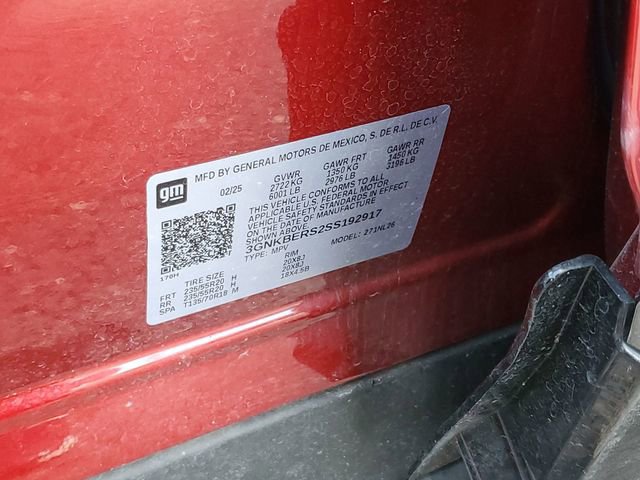 gm
MFD BY GENERAL MOTORS DE MEXICO, S. DE R.L. DE C.V.
02/25 GVWR GAWR FRT GAWR RR
2722 KG 1350 KG 1450 KG
6001 LB 2976 LB 3196 LB
THIS VEHICLE CONFORMS TO ALL
APPLICABLE U.S. FEDERAL MOTOR
VEHICLE SAFETY STANDARDS IN EFFECT
ON THE DATE OF MANUFACTURE
SHOWN ABOVE.
3GNKBERS2SS192917
TYPE: MPV MODEL: 271NL26
176H
TIRE SIZE RIM
FRT 235/55R20 H 20X8J
RR 235/55R20 H 20X8J
SPA T135/70R18 M 18X4.5B